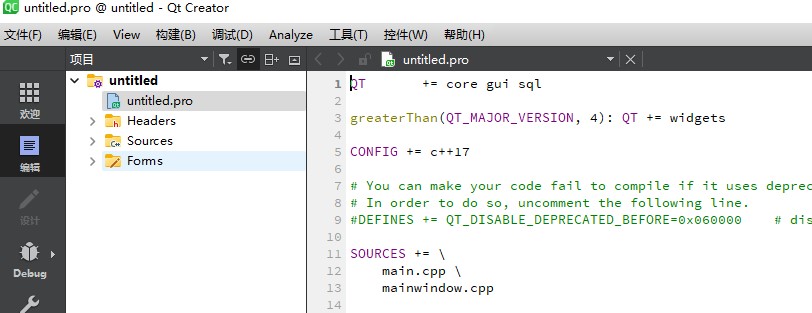 QC untitled.pro @ untitled - Qt Creator
文件(F) 编辑(E) View 构建(B) 调试(D) Analyze 工具(T) 控件(W) 帮助(H)
项目 untitled.pro
untitled
untitled.pro
Headers
Sources
Forms
欢迎
编辑
设计
Debug
1 QT += core gui sql
2
3 greaterThan(QT_MAJOR_VERSION, 4): QT += widgets
4
5 CONFIG += c++17
6
7 # You can make your code fail to compile if it uses deprec
8 # In order to do so, uncomment the following line.
9 #DEFINES += QT_DISABLE_DEPRECATED_BEFORE=0x060000 # dis
10
11 SOURCES += \
12 main.cpp \
13 mainwindow.cpp
14